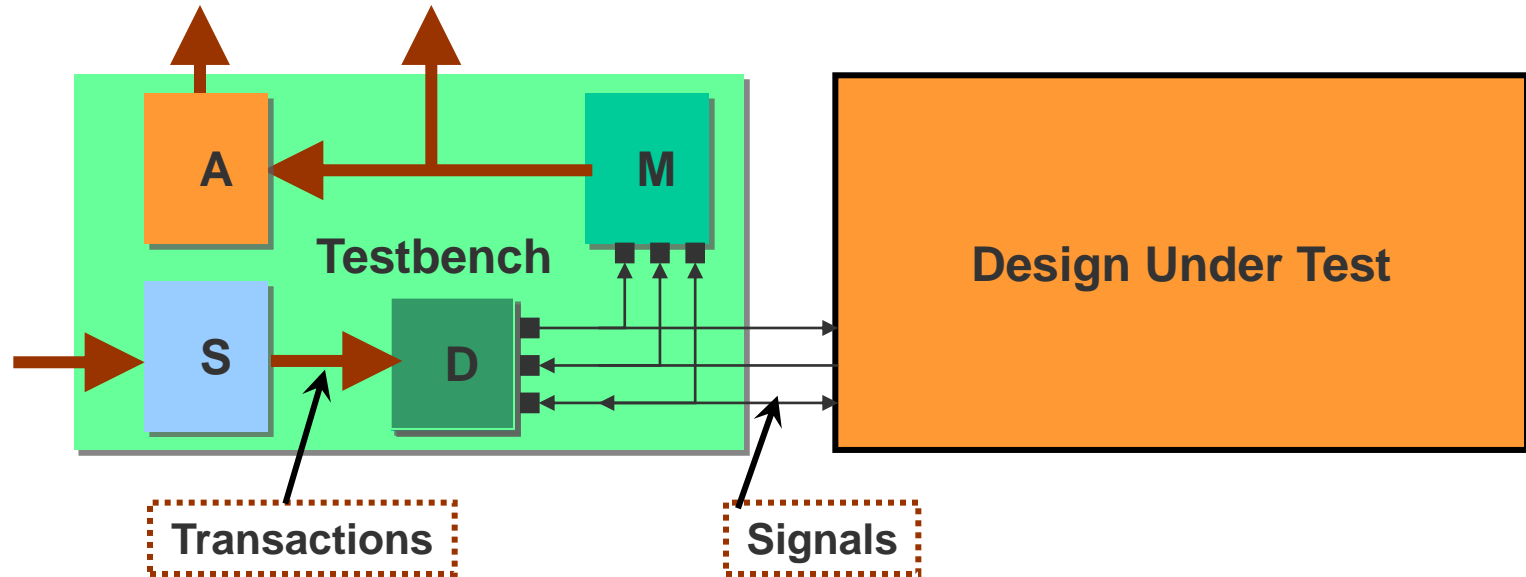 A
M
Testbench
Design Under Test
S
D
Transactions
Signals